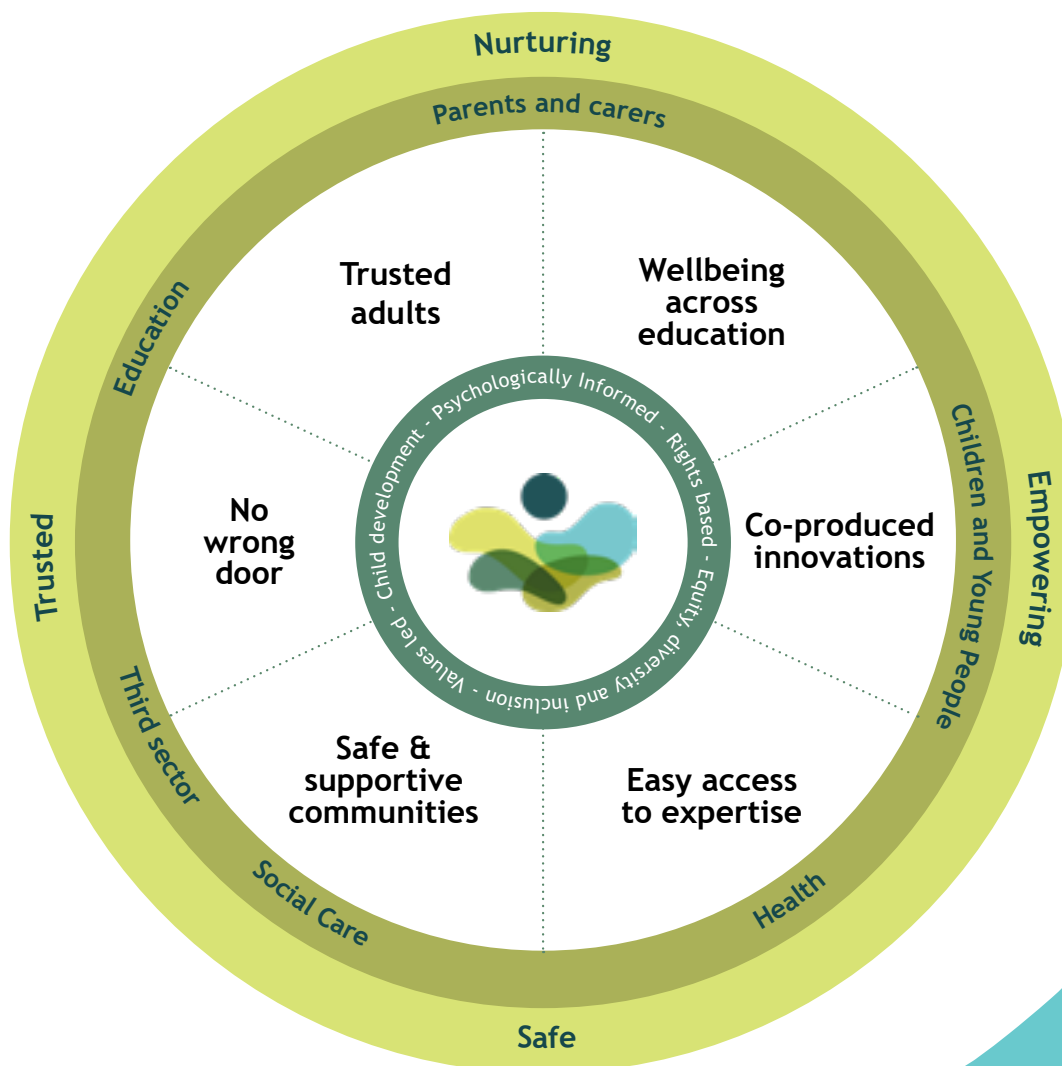 Nurturing
Parents and carers
Trusted
adults
Wellbeing
across
education
Education
Children and Young People
Empowering
Trusted
No
wrong
door
Co-produced
innovations
Values led - Child development - Psychologically Informed - Rights based - Equity, diversity and inclusion -
Third sector
Safe &
supportive
communities
Easy access
to expertise
Social Care
Health
Safe